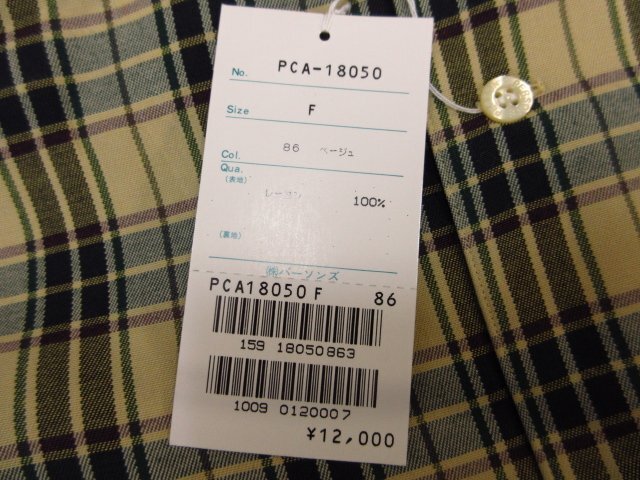 No. PCA-18050
Size F
Col. 86 ベージュ
Qua.
(表地)
レーヨン 100%
(裏地)
㈱パーソンズ
PCA18050 F 86
159 18050863
1009 0120007
¥12,000